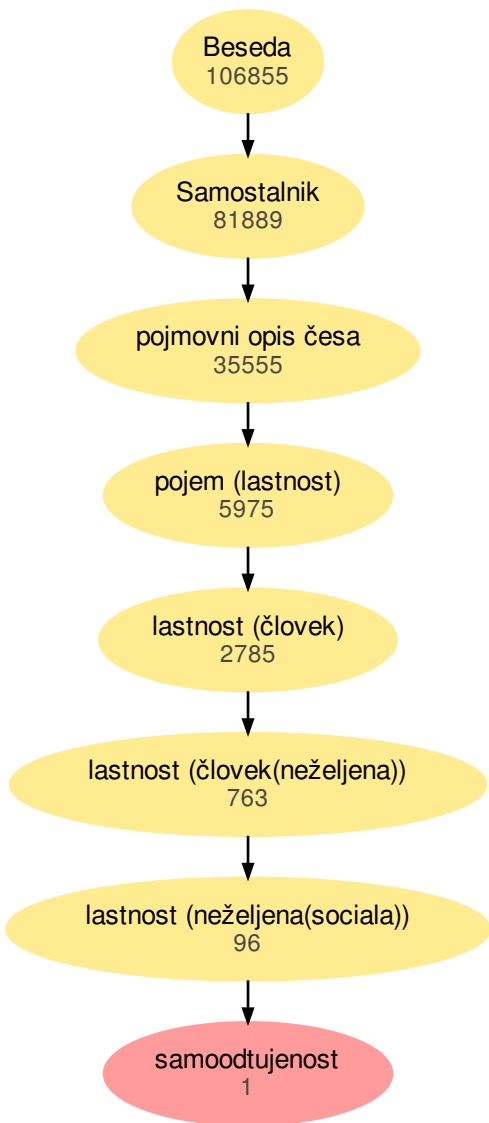 Beseda
106855
Samostalnik
81889
pojmovni opis česa
35555
pojem (lastnost)
5975
lastnost (človek)
2785
lastnost (človek(neželjena))
763
lastnost (neželjena(sociala))
96
samoodtujenost
1